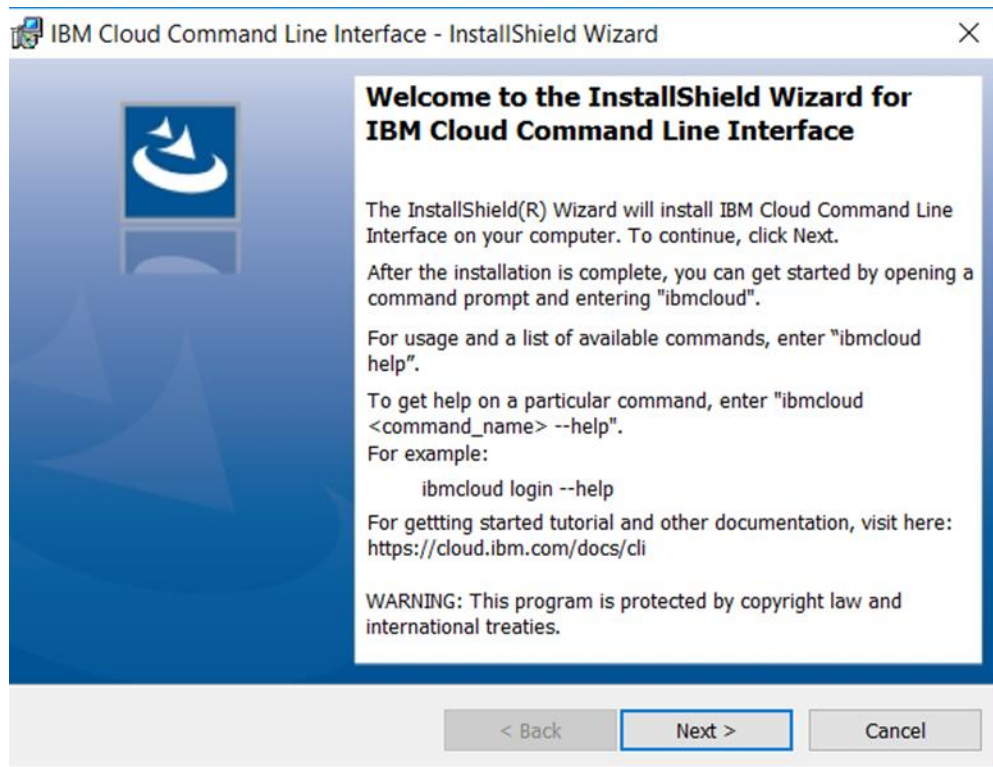 IBM Cloud Command Line Interface - InstallShield Wizard
Welcome to the InstallShield Wizard for
IBM Cloud Command Line Interface
The InstallShield(R) Wizard will install IBM Cloud Command Line
Interface on your computer. To continue, click Next.
After the installation is complete, you can get started by opening a
command prompt and entering "ibmcloud".
For usage and a list of available commands, enter “ibmcloud
help”.
To get help on a particular command, enter "ibmcloud
<command_name> --help".
For example:
ibmcloud login --help
For gettting started tutorial and other documentation, visit here:
https://cloud.ibm.com/docs/cli
WARNING: This program is protected by copyright law and
international treaties.
< Back
Next >
Cancel